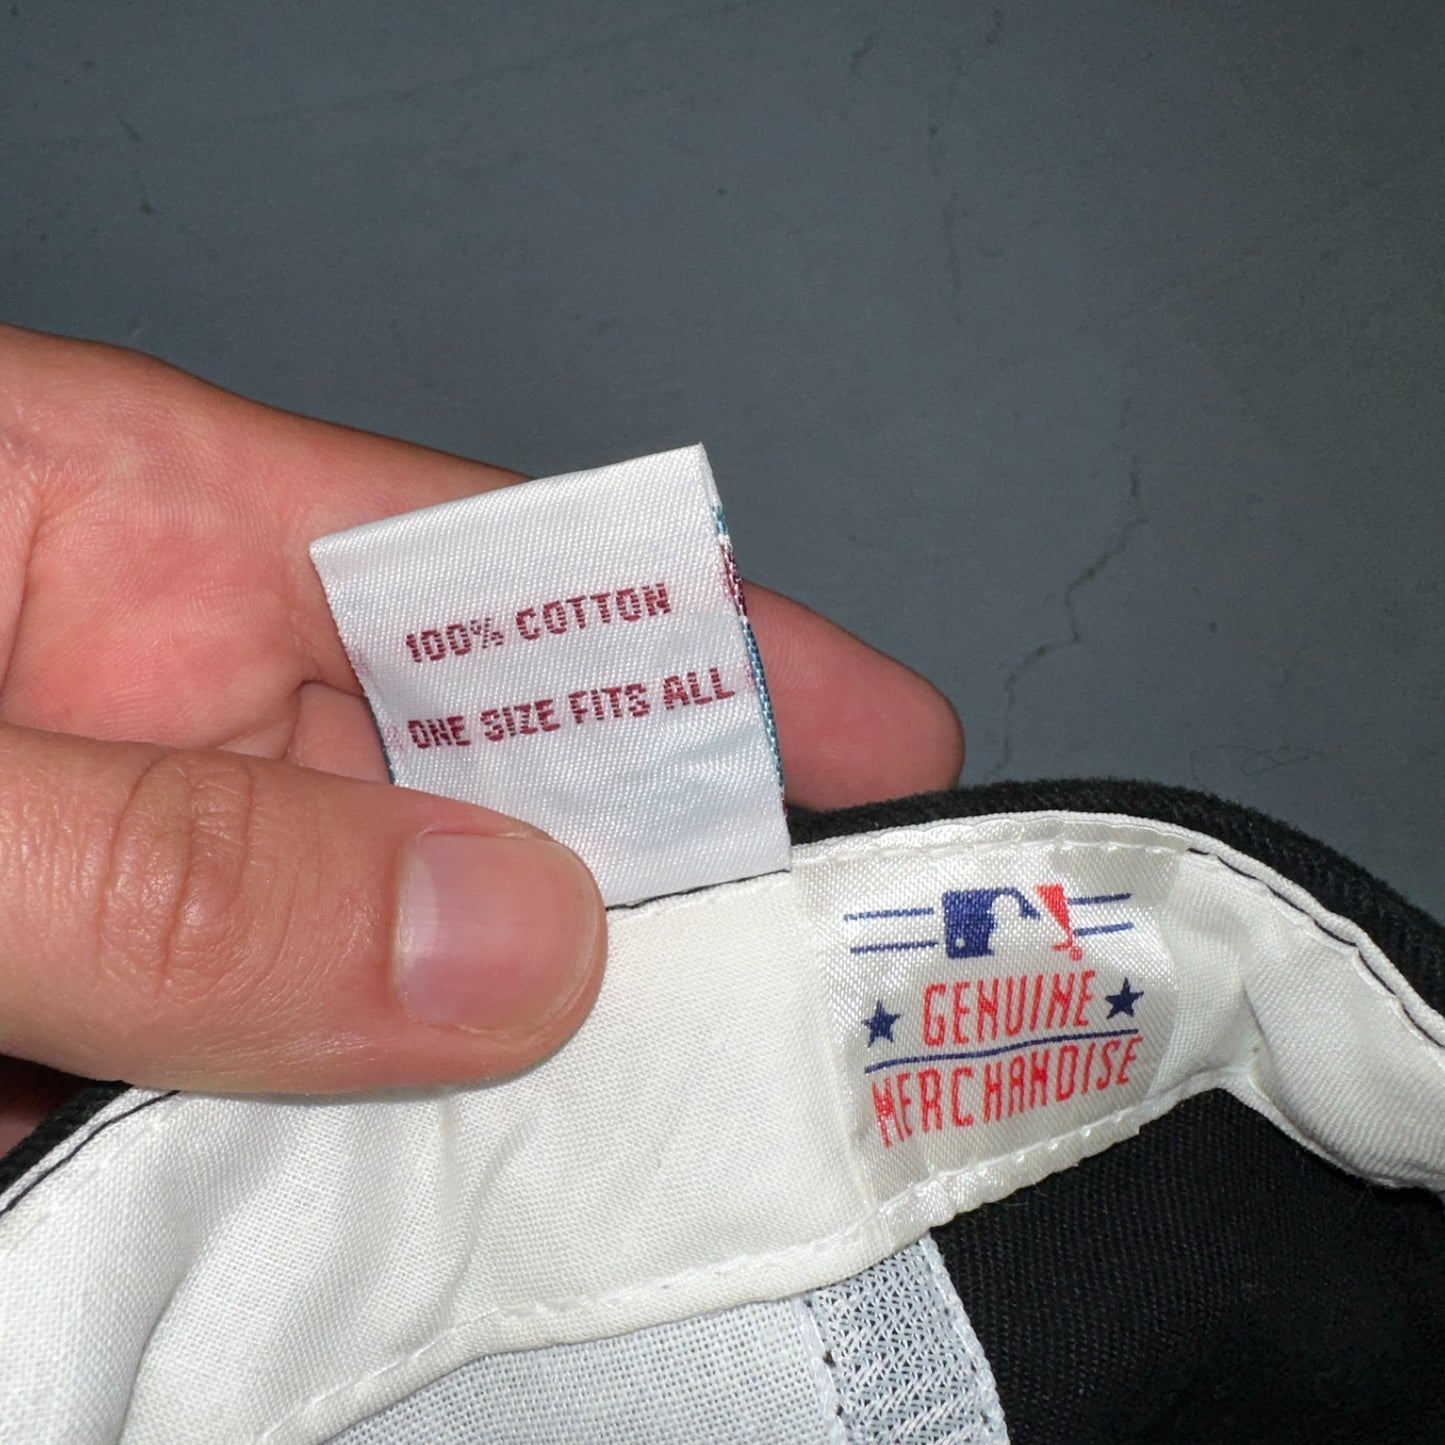 100% COTTON
ONE SIZE FITS ALL
GENUINE
MERCHANDISE